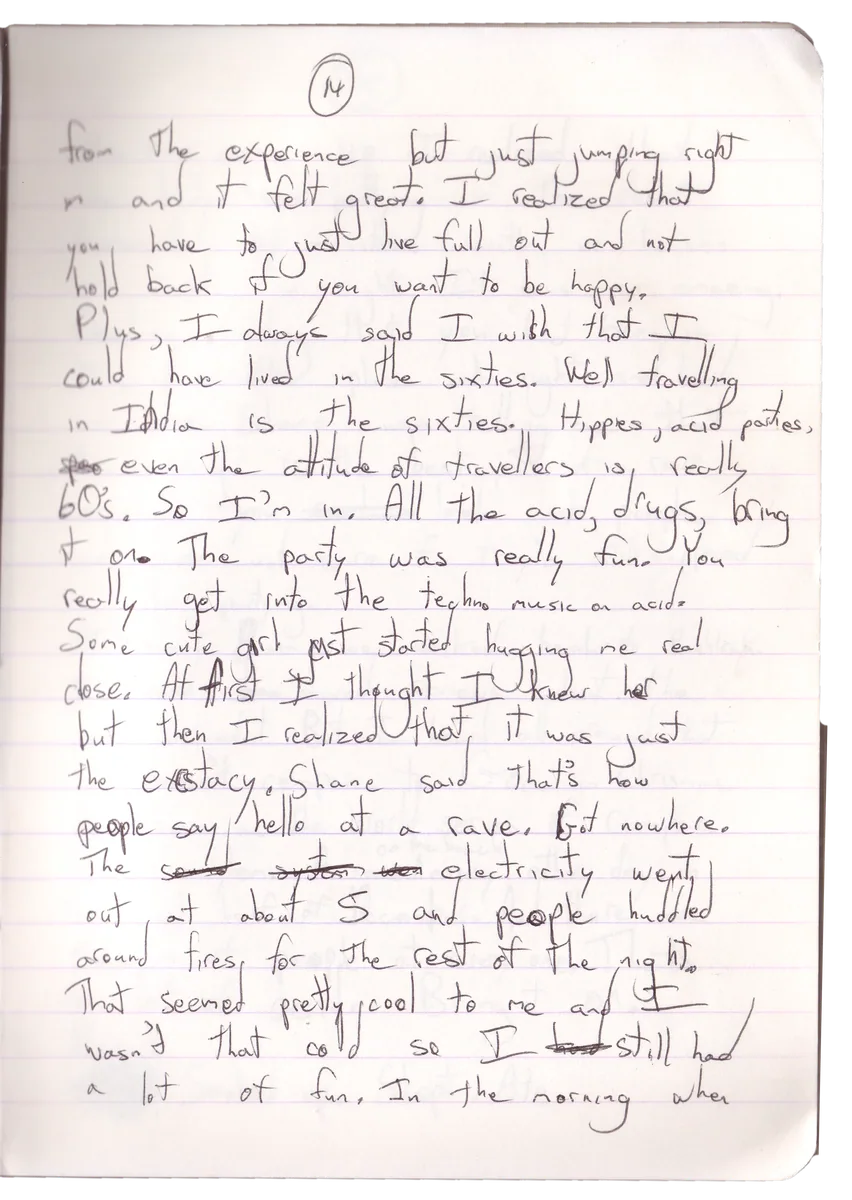 14
from the experience but just jumping right
in and it felt great. I realized that
you have to just live full out and not
hold back if you want to be happy.
Plus, I always said I wish that I
could have lived in the sixties. Well travelling
in India is the sixties. Hippies, acid parties,
even the attitude of travellers is really
60's. So I'm in. All the acid, drugs, bring
it on. The party was really fun. You
really get into the techno music on acid.
Some cute girl just started hugging me real
close. At first I thought I knew her
but then I realized that it was just
the exstacy. Shane said that's how
people say hello at a rave. Got nowhere.
The sound system went electricity went
out at about 5 and people huddled
around fires for the rest of the night.
That seemed pretty cool to me and I
wasn't that cold so I still had
a lot of fun. In the morning when